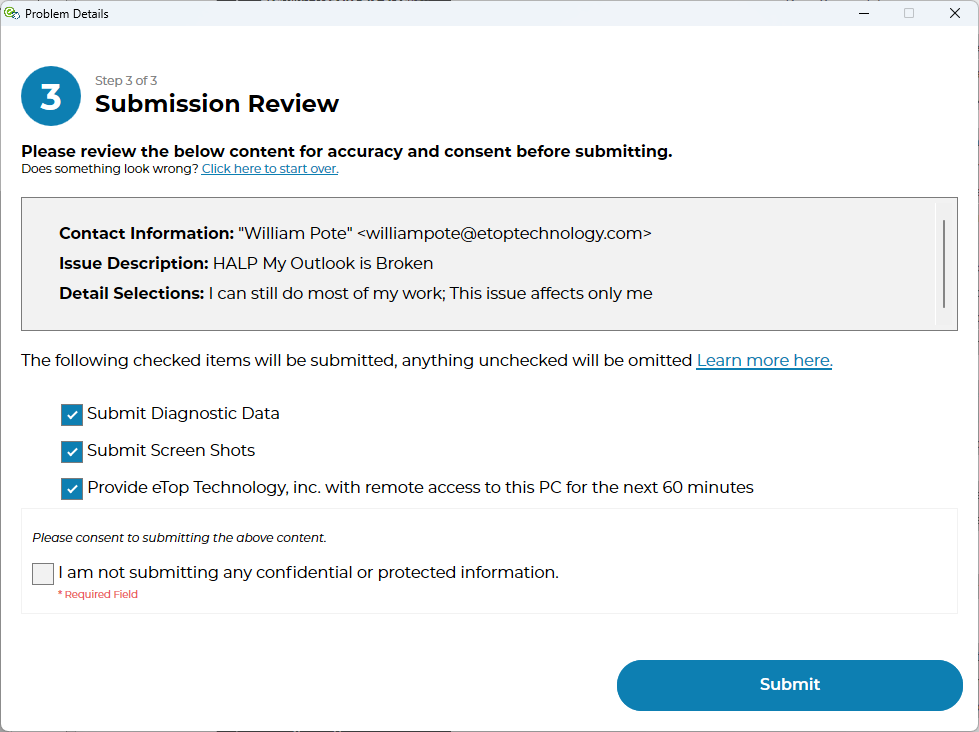 Problem Details
3
Step 3 of 3
Submission Review
Please review the below content for accuracy and consent before submitting.
Does something look wrong? Click here to start over.
Contact Information: "William Pote" <williampote@etoptechnology.com>
Issue Description: HALP My Outlook is Broken
Detail Selections: I can still do most of my work; This issue affects only me
The following checked items will be submitted, anything unchecked will be omitted Learn more here.
Submit Diagnostic Data
Submit Screen Shots
Provide eTop Technology, inc. with remote access to this PC for the next 60 minutes
Please consent to submitting the above content.
I am not submitting any confidential or protected information.
* Required Field
Submit